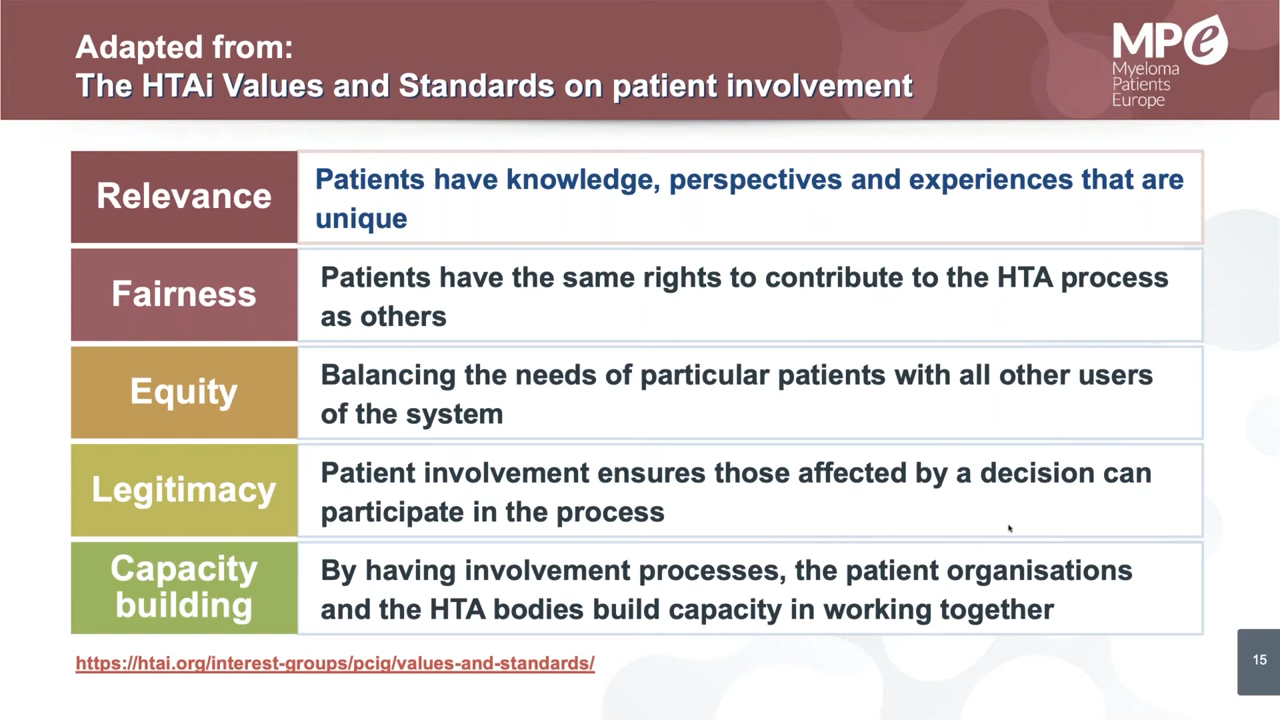 Adapted from:
The HTAi Values and Standards on patient involvement
MPe
Myeloma
Patients
Europe
Relevance
Patients have knowledge, perspectives and experiences that are
unique
Fairness
Patients have the same rights to contribute to the HTA process
as others
Equity
Balancing the needs of particular patients with all other users
of the system
Legitimacy
Patient involvement ensures those affected by a decision can
participate in the process
Capacity
building
By having involvement processes, the patient organisations
and the HTA bodies build capacity in working together
https://htai.org/interest-groups/pcig/values-and-standards/
15